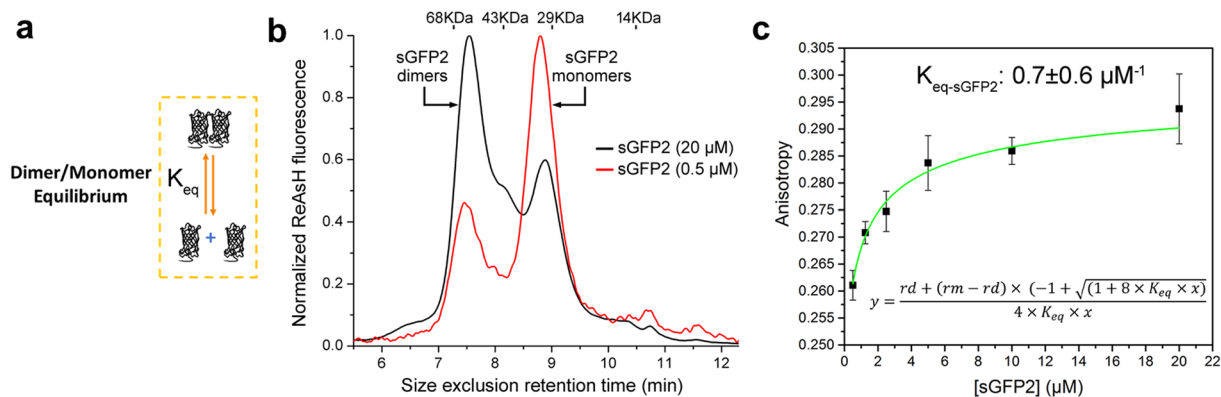 a
Dimer/Monomer
Equilibrium
Keq
+
b
68KDa 43KDa 29KDa 14KDa
1.0
0.8
0.6
0.4
0.2
0.0
Normalized ReAsH fluorescence
sGFP2
dimers
sGFP2
monomers
sGFP2 (20 µM)
sGFP2 (0.5 µM)
6 7 8 9 10 11 12
Size exclusion retention time (min)
c
0.305
0.300
0.295
0.290
0.285
0.280
0.275
0.270
0.265
0.260
0.255
0.250
Anisotropy
Keq-sGFP2: 0.7±0.6 µM-1
y = rd + (rm − rd) × (−1 + √(1 + 8 × Keq × x)
4 × Keq × x
0 2 4 6 8 10 12 14 16 18 20 22
[sGFP2] (µM)